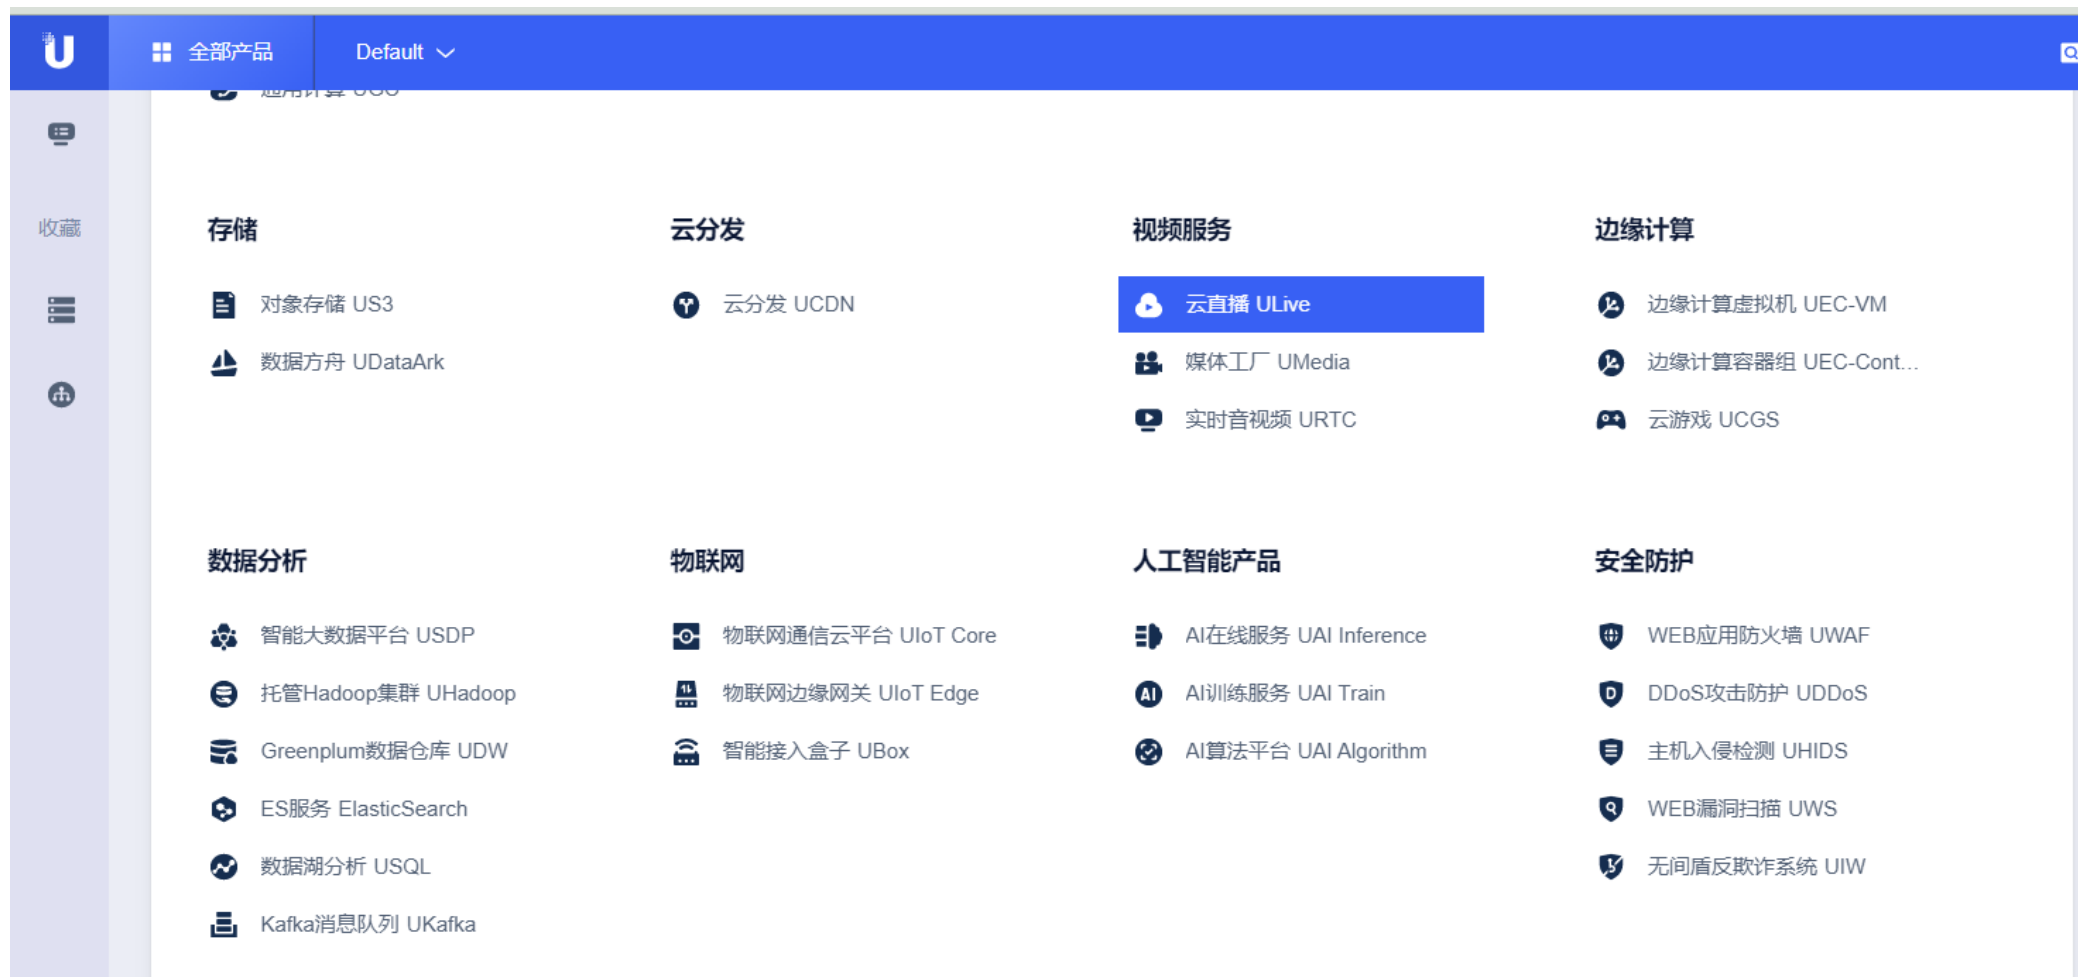 全部产品
Default
通用计算 UGC
收藏
存储
对象存储 US3
数据方舟 UDataArk
云分发
云分发 UCDN
视频服务
云直播 ULive
媒体工厂 UMedia
实时音视频 URTC
边缘计算
边缘计算虚拟机 UEC-VM
边缘计算容器组 UEC-Cont...
云游戏 UCGS
数据分析
智能大数据平台 USDP
托管Hadoop集群 UHadoop
Greenplum数据仓库 UDW
ES服务 ElasticSearch
数据湖分析 USQL
Kafka消息队列 UKafka
物联网
物联网通信云平台 UIoT Core
物联网边缘网关 UIoT Edge
智能接入盒子 UBox
人工智能产品
AI在线服务 UAI Inference
AI训练服务 UAI Train
AI算法平台 UAI Algorithm
安全防护
WEB应用防火墙 UWAF
DDoS攻击防护 UDDoS
主机入侵检测 UHIDS
WEB漏洞扫描 UWS
无间盾反欺诈系统 UIW